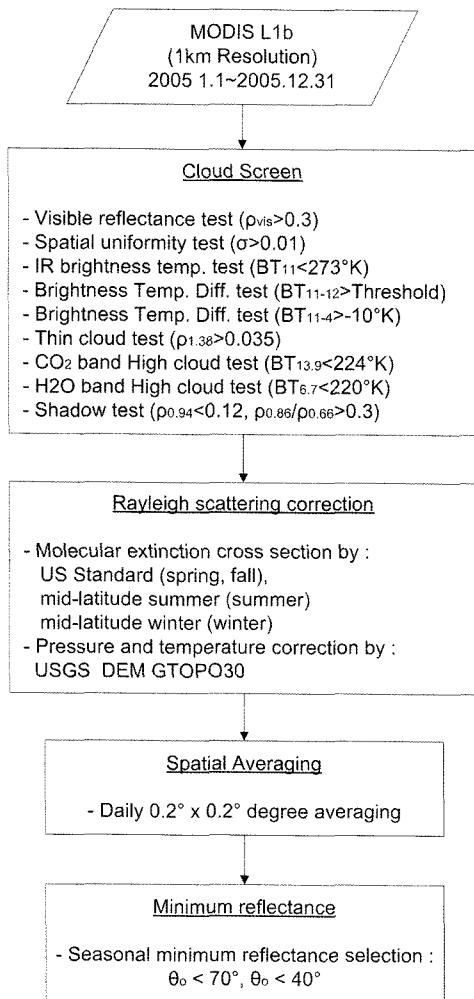 MODIS L1b
(1km Resolution)
2005 1.1~2005.12.31
Cloud Screen
- Visible reflectance test (ρvis>0.3)
- Spatial uniformity test (σ>0.01)
- IR brightness temp. test (BT11<273°K)
- Brightness Temp. Diff. test (BT11-12>Threshold)
- Brightness Temp. Diff. test (BT11-4>-10°K)
- Thin cloud test (ρ1.38>0.035)
- CO2 band High cloud test (BT13.9<224°K)
- H2O band High cloud test (BT6.7<220°K)
- Shadow test (ρ0.94<0.12, ρ0.86/ρ0.66>0.3)
Rayleigh scattering correction
- Molecular extinction cross section by :
US Standard (spring, fall),
mid-latitude summer (summer)
mid-latitude winter (winter)
- Pressure and temperature correction by :
USGS DEM GTOPO30
Spatial Averaging
- Daily 0.2° x 0.2° degree averaging
Minimum reflectance
- Seasonal minimum reflectance selection :
θo < 70°, θo < 40°